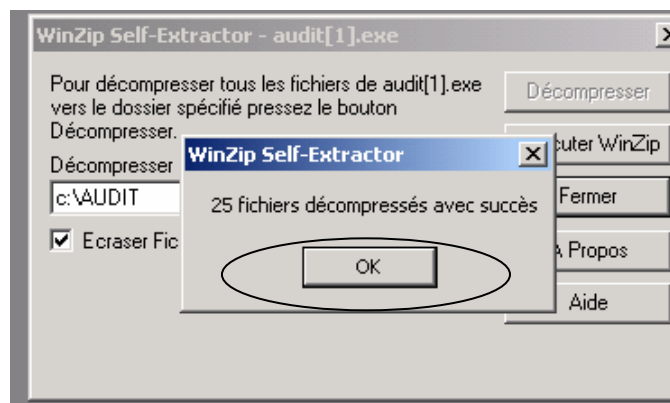 WinZip Self-Extractor - audit[1].exe
Pour décompresser tous les fichiers de audit[1].exe
vers le dossier spécifié pressez le bouton
Décompresser.
Décompresser
c:\AUDIT
Ecraser
Décompresser
WinZip
Fermer
A Propos
Aide
WinZip Self-Extractor
25 fichiers décompressés avec succès
OK